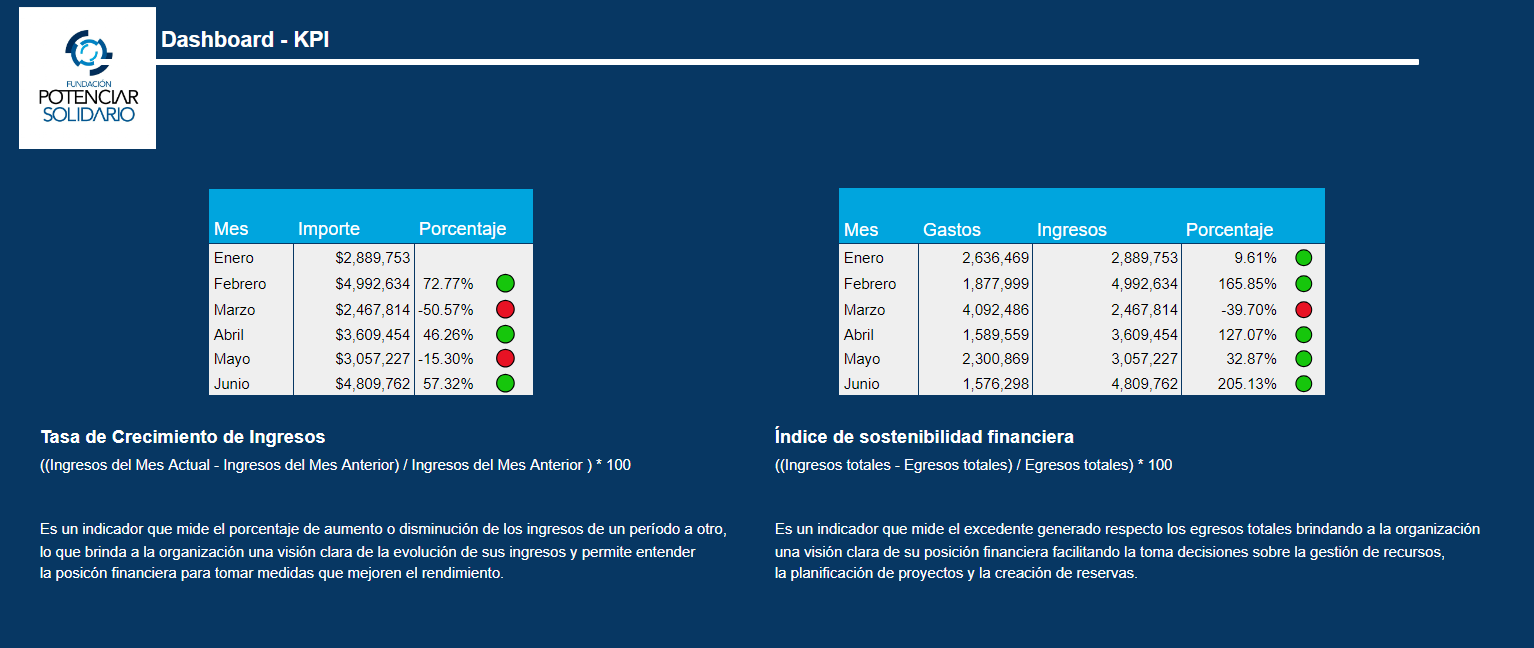 Dashboard - KPI
FUNDACIÓN
POTENCIAR
SOLIDARIO
Mes Importe Porcentaje
Enero $2,889,753
Febrero $4,992,634 72.77%
Marzo $2,467,814 -50.57%
Abril $3,609,454 46.26%
Mayo $3,057,227 -15.30%
Junio $4,809,762 57.32%
Mes Gastos Ingresos Porcentaje
Enero 2,636,469 2,889,753 9.61%
Febrero 1,877,999 4,992,634 165.85%
Marzo 4,092,486 2,467,814 -39.70%
Abril 1,589,559 3,609,454 127.07%
Mayo 2,300,869 3,057,227 32.87%
Junio 1,576,298 4,809,762 205.13%
Tasa de Crecimiento de Ingresos
((Ingresos del Mes Actual - Ingresos del Mes Anterior) / Ingresos del Mes Anterior ) * 100
Es un indicador que mide el porcentaje de aumento o disminución de los ingresos de un período a otro,
lo que brinda a la organización una visión clara de la evolución de sus ingresos y permite entender
la posicón financiera para tomar medidas que mejoren el rendimiento.
Índice de sostenibilidad financiera
((Ingresos totales - Egresos totales) / Egresos totales) * 100
Es un indicador que mide el excedente generado respecto los egresos totales brindando a la organización
una visión clara de su posición financiera facilitando la toma decisiones sobre la gestión de recursos,
la planificación de proyectos y la creación de reservas.